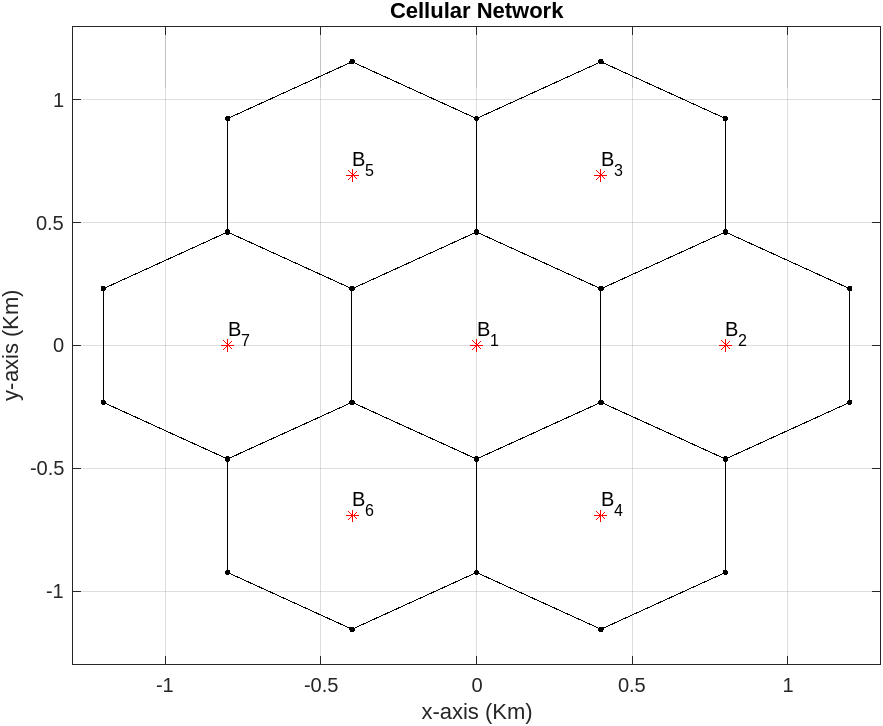 Cellular Network
y-axis (Km)
1
0.5
0
-0.5
-1
B5
B3
B7
B1
B2
B6
B4
-1
-0.5
0
0.5
1
x-axis (Km)